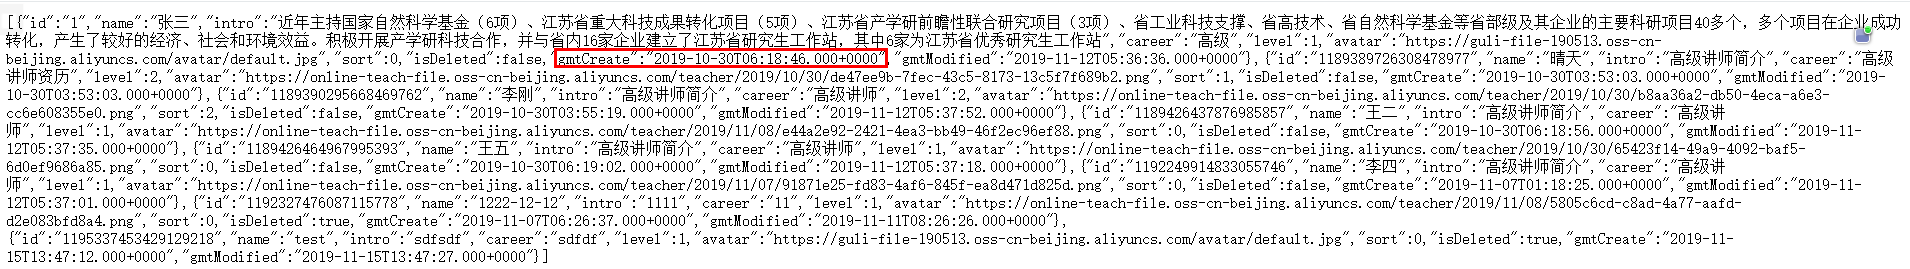 [{"id":"1","name":"张三","intro":"近年主持国家自然科学基金（6项）、江苏省重大科技成果转化项目（5项）、江苏省产学研前瞻性联合研究项目（3项）、省工业科技支撑、省高技术、省自然科学基金等省部级及其企业的主要科研项目40多个，多个项目在企业成功
转化，产生了较好的经济、社会和环境效益。积极开展产学研科技合作，并与省内16家企业建立了江苏省研究生工作站，其中6家为江苏省优秀研究生工作站","career":"高级","level":1,"avatar":"https://guli-file-190513.oss-cn-
beijing.aliyuncs.com/avatar/default.jpg","sort":0,"isDeleted":false,"gmtCreate":"2019-10-30T06:18:46.000+0000","gmtModified":"2019-11-12T05:36:36.000+0000"},{"id":"1189389726308478977","name":"晴天","intro":"高级讲师简介","career":"高级
讲师资历","level":2,"avatar":"https://online-teach-file.oss-cn-beijing.aliyuncs.com/teacher/2019/10/30/de47ee9b-7fec-43c5-8173-13c5f7f689b2.png","sort":1,"isDeleted":false,"gmtCreate":"2019-10-30T03:53:03.000+0000","gmtModified":"2019-
10-30T03:53:03.000+0000"},{"id":"1189390295668469762","name":"李刚","intro":"高级讲师简介","career":"高级讲师","level":2,"avatar":"https://online-teach-file.oss-cn-beijing.aliyuncs.com/teacher/2019/10/30/b8aa36a2-db50-4eca-a6e3-
cc6e608355e0.png","sort":2,"isDeleted":false,"gmtCreate":"2019-10-30T03:55:19.000+0000","gmtModified":"2019-11-12T05:37:52.000+0000"},{"id":"1189426437876985857","name":"王二","intro":"高级讲师简介","career":"高级讲
师","level":1,"avatar":"https://online-teach-file.oss-cn-beijing.aliyuncs.com/teacher/2019/11/08/e44a2e92-2421-4ea3-bb49-46f2ec96ef88.png","sort":0,"isDeleted":false,"gmtCreate":"2019-10-30T06:18:56.000+0000","gmtModified":"2019-11-
12T05:37:35.000+0000"},{"id":"1189426464967995393","name":"王五","intro":"高级讲师简介","career":"高级讲师","level":1,"avatar":"https://online-teach-file.oss-cn-beijing.aliyuncs.com/teacher/2019/10/30/65423f14-49a9-4092-baf5-
6d0ef9686a85.png","sort":0,"isDeleted":false,"gmtCreate":"2019-10-30T06:19:02.000+0000","gmtModified":"2019-11-12T05:37:18.000+0000"},{"id":"1192249914833055746","name":"李四","intro":"高级讲师简介","career":"高级讲
师","level":1,"avatar":"https://online-teach-file.oss-cn-beijing.aliyuncs.com/teacher/2019/11/07/91871e25-fd83-4af6-845f-ea8d471d825d.png","sort":0,"isDeleted":false,"gmtCreate":"2019-11-07T01:18:25.000+0000","gmtModified":"2019-11-
12T05:37:01.000+0000"},{"id":"1192327476087115778","name":"1222-12-12","intro":"1111","career":"11","level":1,"avatar":"https://online-teach-file.oss-cn-beijing.aliyuncs.com/teacher/2019/11/08/5805c6cd-c8ad-4a77-aafd-
d2e083bfd8a4.png","sort":0,"isDeleted":true,"gmtCreate":"2019-11-07T06:26:37.000+0000","gmtModified":"2019-11-11T08:26:26.000+0000"},
{"id":"1195337453429129218","name":"test","intro":"sdfsdf","career":"sdfdf","level":1,"avatar":"https://guli-file-190513.oss-cn-beijing.aliyuncs.com/avatar/default.jpg","sort":0,"isDeleted":true,"gmtCreate":"2019-11-
15T13:47:12.000+0000","gmtModified":"2019-11-15T13:47:27.000+0000"}]